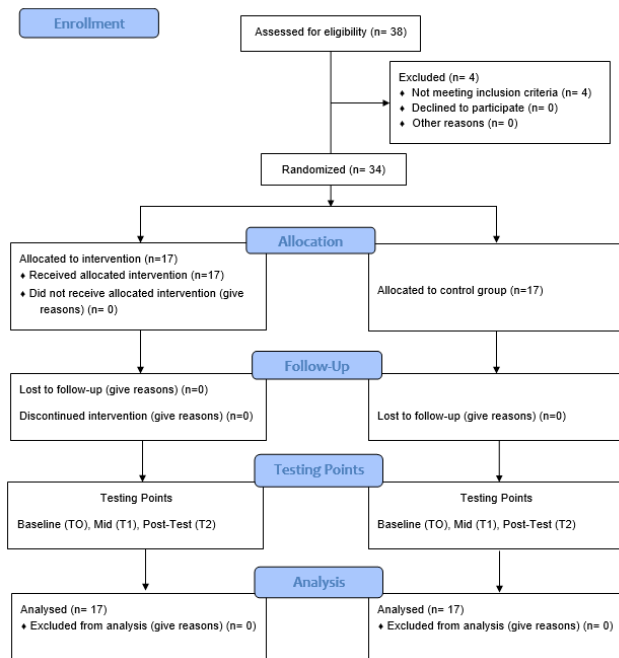 Enrollment
Assessed for eligibility (n= 38)
Excluded (n= 4)
♦ Not meeting inclusion criteria (n= 4)
♦ Declined to participate (n= 0)
♦ Other reasons (n= 0)
Randomized (n= 34)
Allocation
Allocated to intervention (n=17)
♦ Received allocated intervention (n=17)
♦ Did not receive allocated intervention (give
reasons) (n= 0)
Allocated to control group (n=17)
Follow-Up
Lost to follow-up (give reasons) (n=0)
Discontinued intervention (give reasons) (n=0)
Lost to follow-up (give reasons) (n=0)
Testing Points
Testing Points
Baseline (TO), Mid (T1), Post-Test (T2)
Testing Points
Baseline (TO), Mid (T1), Post-Test (T2)
Analysis
Analysed (n= 17)
♦ Excluded from analysis (give reasons) (n= 0)
Analysed (n= 17)
♦ Excluded from analysis (give reasons) (n= 0)